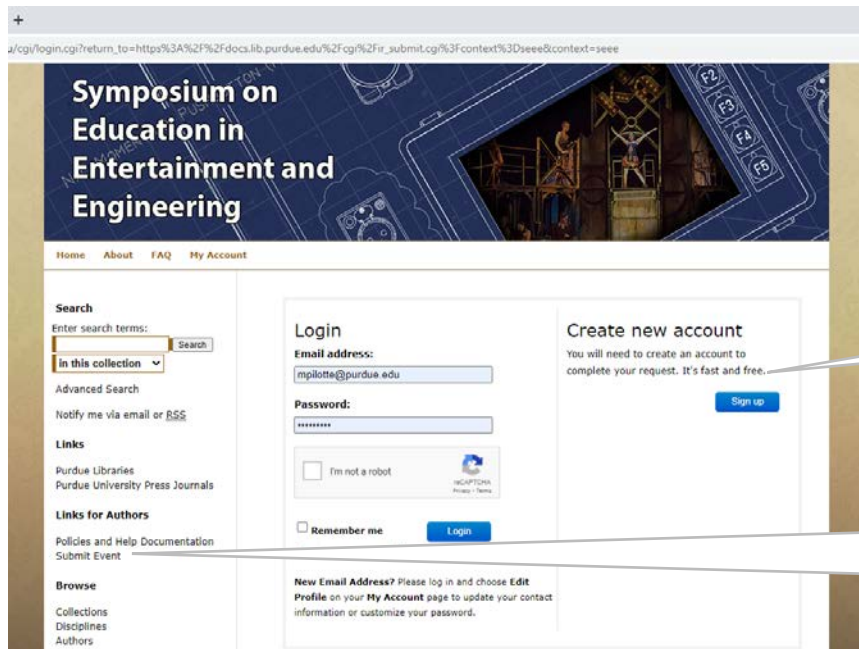 +
u/cgi/login.cgi?return_to=https%3A%2F%2Fdocs.lib.purdue.edu%2Fcgi%2Fir_submit.cgi%3Fcontext%3Dseee&context=seee
Symposium on
Education in
Entertainment and
Engineering
F2
F3
F4
F5
Home About FAQ My Account
Search
Enter search terms:
Search
in this collection
Advanced Search
Notify me via email or RSS
Links
Purdue Libraries
Purdue University Press Journals
Links for Authors
Policies and Help Documentation
Submit Event
Browse
Collections
Disciplines
Authors
Login
Email address:
mpilotte@purdue.edu
Password:
•••••••••
I'm not a robot
reCAPTCHA
Privacy - Terms
Remember me
Login
New Email Address? Please log in and choose Edit
Profile on your My Account page to update your contact
information or customize your password.
Create new account
You will need to create an account to
complete your request. It's fast and free.
Sign up